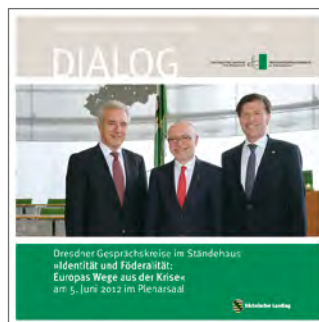 DIALOG
Dresdner Gesprächskreise im Ständehaus
»Identität und Föderalität:
Europas Wege aus der Krise«
am 5. Juni 2012 im Plenarsaal
Sächsischer Landtag